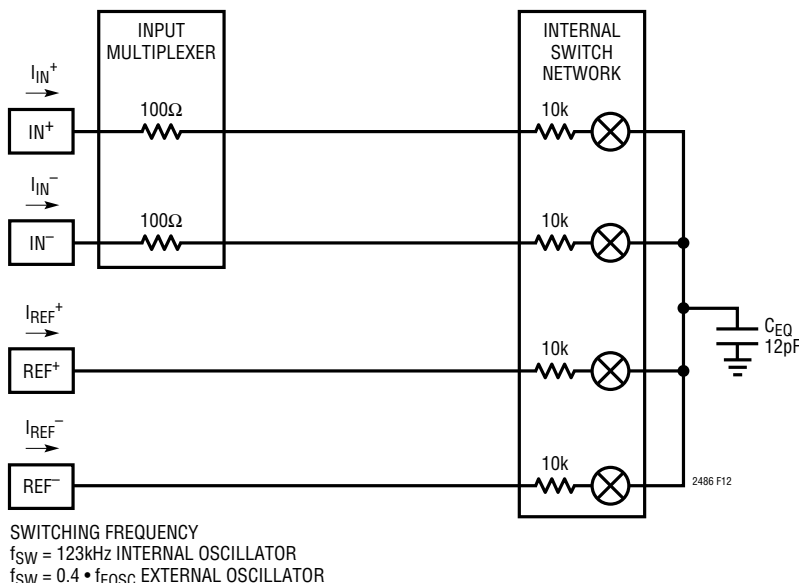 INPUT
MULTIPLEXER
INTERNAL
SWITCH
NETWORK
IIN+
100Ω
10k
IN+
IIN–
100Ω
10k
IN–
IREF+
10k
REF+
CEQ
12pF
IREF–
10k
REF–
2486 F12
SWITCHING FREQUENCY
fSW = 123kHz INTERNAL OSCILLATOR
fSW = 0.4 • fEOSC EXTERNAL OSCILLATOR